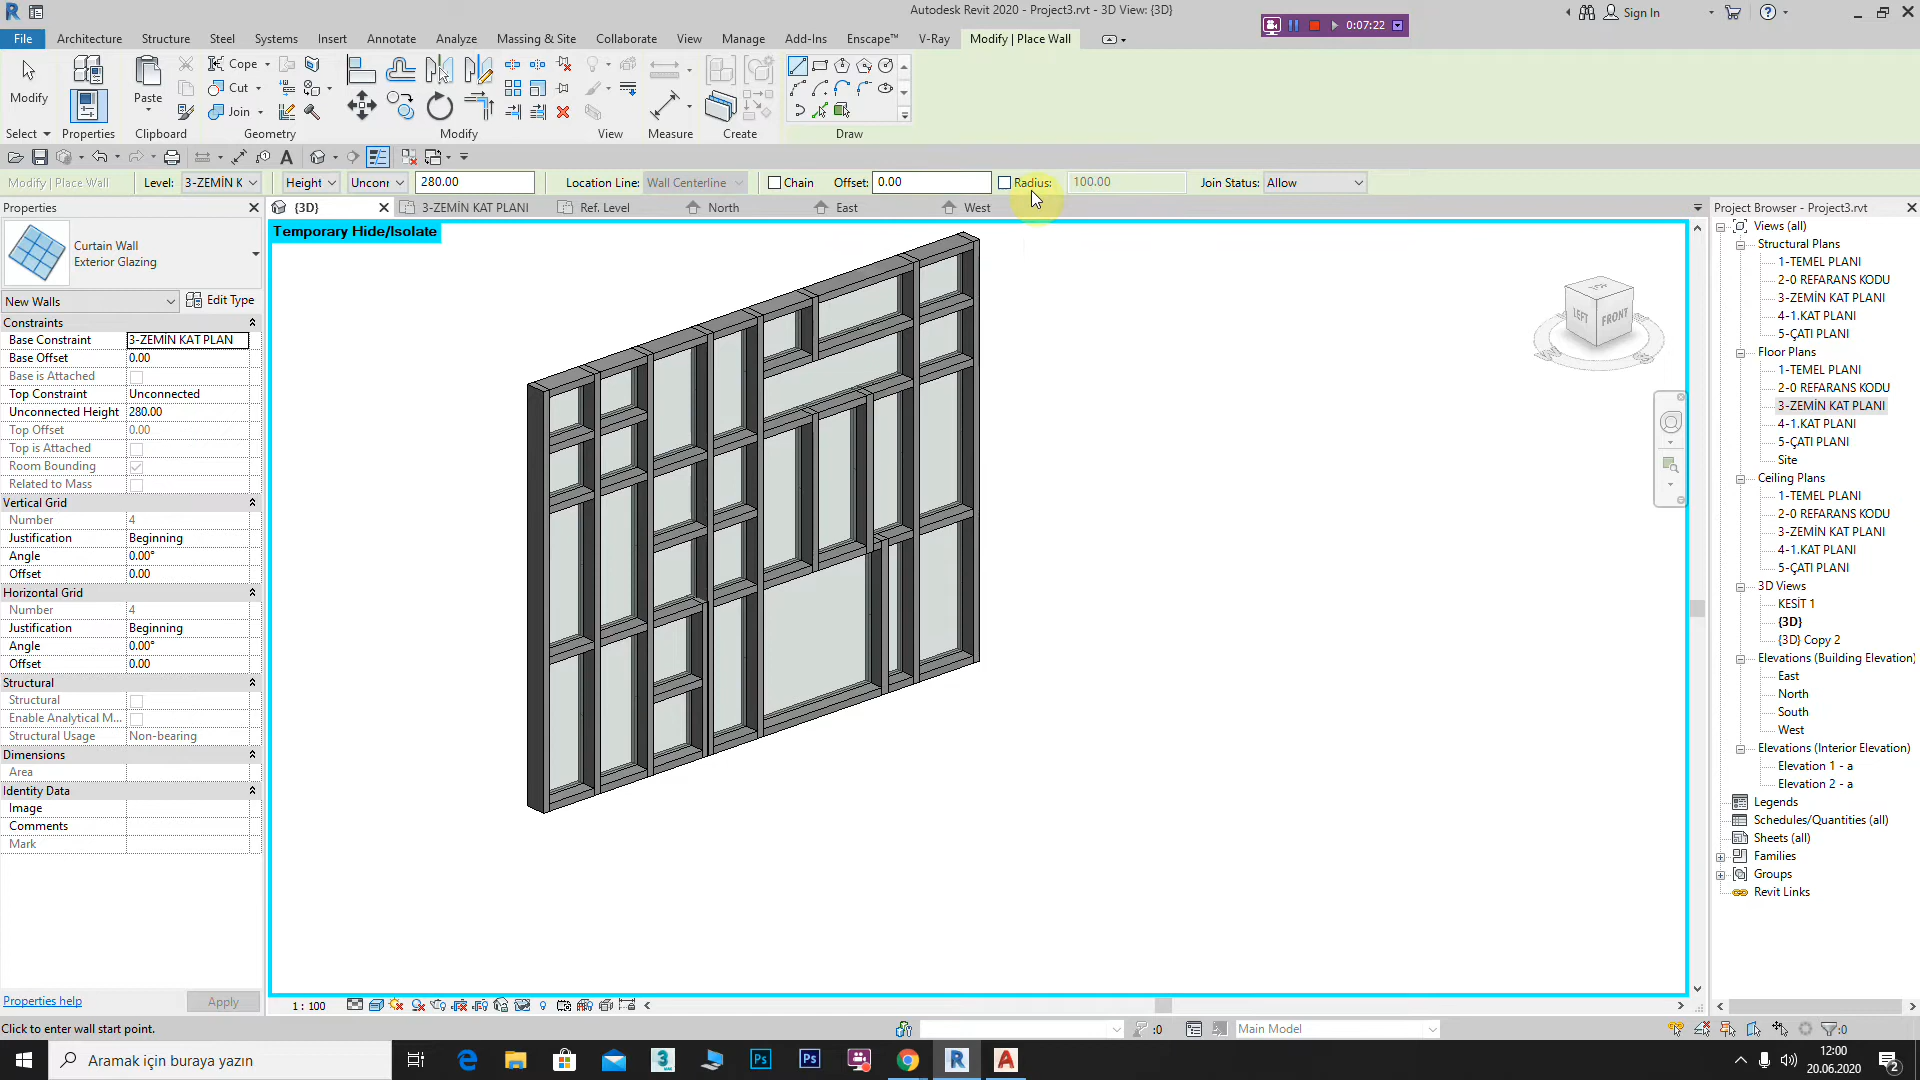 Autodesk Revit 2020 - Project3.rvt - 3D View: {3D}
0:07:22
Sign In
File
Architecture
Structure
Steel
Systems
Insert
Annotate
Analyze
Massing & Site
Collaborate
View
Manage
Add-Ins
Enscape™
V-Ray
Modify | Place Wall
Modify
Paste
Cope
Cut
Join
Select
Properties
Clipboard
Geometry
Modify
View
Measure
Create
Draw
Modify | Place Wall
Level:
3-ZEMİN K
Height
Unconr
280.00
Location Line:
Wall Centerline
Chain
Offset:
0.00
Radius:
100.00
Join Status:
Allow
Properties
{3D}
3-ZEMİN KAT PLANI
Ref. Level
North
East
West
Project Browser - Project3.rvt
Temporary Hide/Isolate
Curtain Wall
Exterior Glazing
New Walls
Edit Type
Constraints
Base Constraint
3-ZEMİN KAT PLAN
Base Offset
0.00
Base is Attached
Top Constraint
Unconnected
Unconnected Height
280.00
Top Offset
0.00
Top is Attached
Room Bounding
Related to Mass
Vertical Grid
Number
4
Justification
Beginning
Angle
0.00°
Offset
0.00
Horizontal Grid
Number
4
Justification
Beginning
Angle
0.00°
Offset
0.00
Structural
Structural
Enable Analytical M...
Structural Usage
Non-bearing
Dimensions
Area
Identity Data
Image
Comments
Mark
Properties help
Apply
LEFT
FRONT
Views (all)
Structural Plans
1-TEMEL PLANI
2-0 REFARANS KODU
3-ZEMİN KAT PLANI
4-1.KAT PLANI
5-ÇATI PLANI
Floor Plans
1-TEMEL PLANI
2-0 REFARANS KODU
3-ZEMİN KAT PLANI
4-1.KAT PLANI
5-ÇATI PLANI
Site
Ceiling Plans
1-TEMEL PLANI
2-0 REFARANS KODU
3-ZEMİN KAT PLANI
4-1.KAT PLANI
5-ÇATI PLANI
3D Views
KESİT 1
{3D}
{3D} Copy 2
Elevations (Building Elevation)
East
North
South
West
Elevations (Interior Elevation)
Elevation 1 - a
Elevation 2 - a
Legends
Schedules/Quantities (all)
Sheets (all)
Families
Groups
Revit Links
1 : 100
Click to enter wall start point.
:0
Main Model
:0
Aramak için buraya yazın
12:00
20.06.2020
2